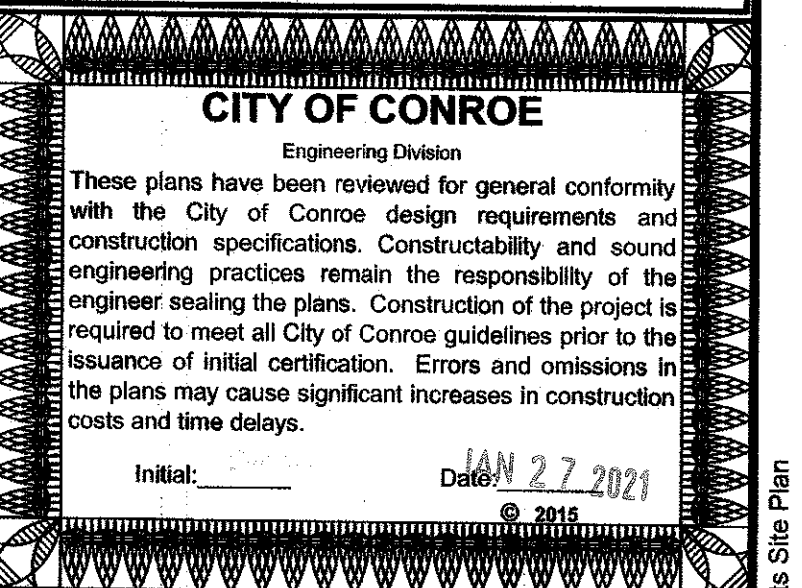 CITY OF CONROE
Engineering Division
These plans have been reviewed for general conformity
with the City of Conroe design requirements and
construction specifications. Constructability and sound
engineering practices remain the responsibility of the
engineer sealing the plans. Construction of the project is
required to meet all City of Conroe guidelines prior to the
issuance of initial certification. Errors and omissions in
the plans may cause significant increases in construction
costs and time delays.
Initial:
Date: JAN 27 2021
© 2015
Site Plan